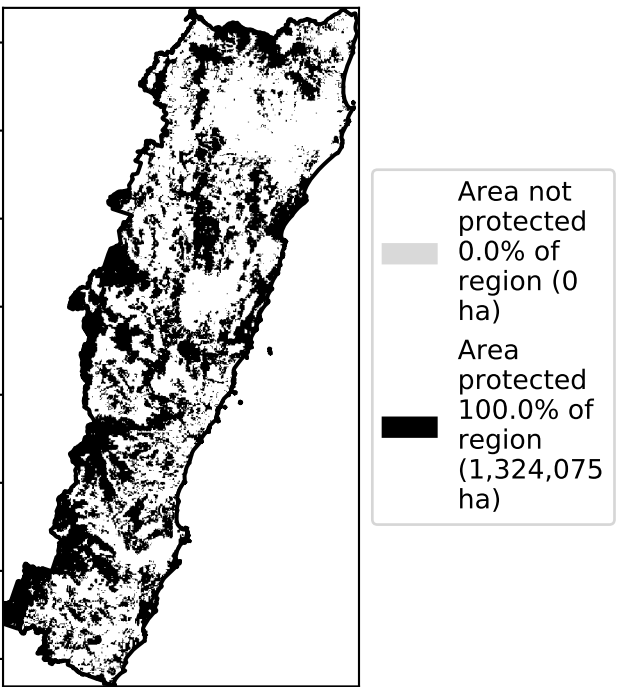 Area not
protected
0.0% of
region (0
ha)
Area
protected
100.0% of
region
(1,324,075
ha)